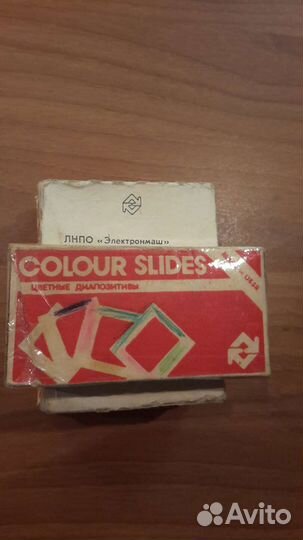 ЛНПО «Электронмаш»
COLOUR SLIDES
ЦВЕТНЫЕ ДИАПОЗИТИВЫ
Avito